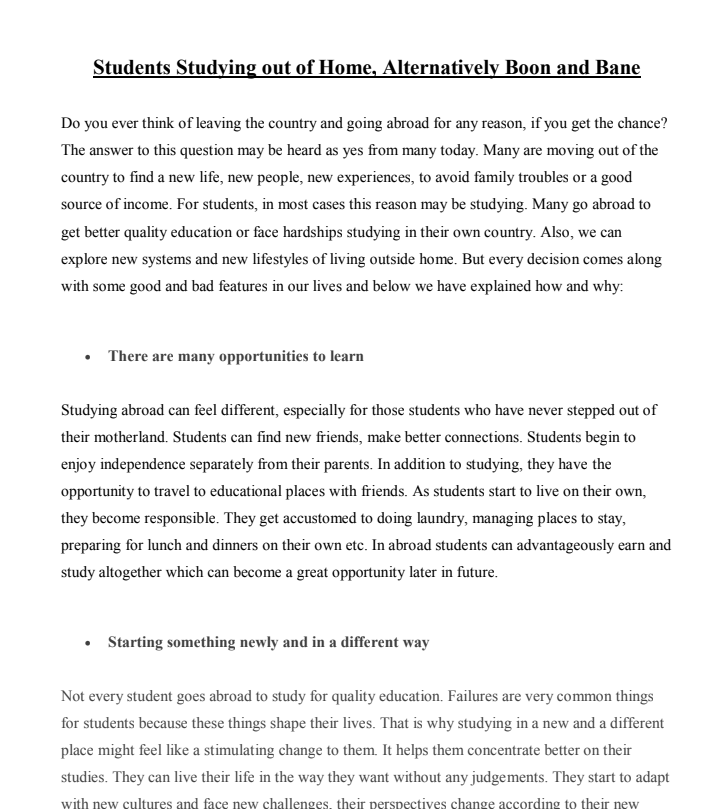 Students Studying out of Home, Alternatively Boon and Bane
Do you ever think of leaving the country and going abroad for any reason, if you get the chance?
The answer to this question may be heard as yes from many today. Many are moving out of the
country to find a new life, new people, new experiences, to avoid family troubles or a good
source of income. For students, in most cases this reason may be studying. Many go abroad to
get better quality education or face hardships studying in their own country. Also, we can
explore new systems and new lifestyles of living outside home. But every decision comes along
with some good and bad features in our lives and below we have explained how and why:
• There are many opportunities to learn
Studying abroad can feel different, especially for those students who have never stepped out of
their motherland. Students can find new friends, make better connections. Students begin to
enjoy independence separately from their parents. In addition to studying, they have the
opportunity to travel to educational places with friends. As students start to live on their own,
they become responsible. They get accustomed to doing laundry, managing places to stay,
preparing for lunch and dinners on their own etc. In abroad students can advantageously earn and
study altogether which can become a great opportunity later in future.
• Starting something newly and in a different way
Not every student goes abroad to study for quality education. Failures are very common things
for students because these things shape their lives. That is why studying in a new and a different
place might feel like a stimulating change to them. It helps them concentrate better on their
studies. They can live their life in the way they want without any judgements. They start to adapt
with new cultures and face new challenges, their perspectives change according to their new